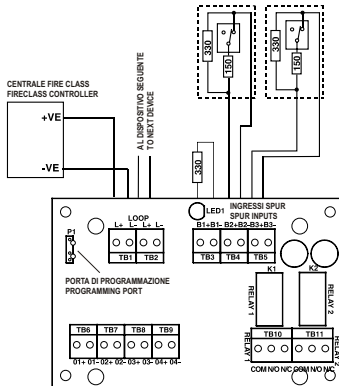 330
150
330
150
CENTRALE FIRE CLASS
FIRECLASS CONTROLLER
+VE
-VE
AL DISPOSITIVO SEGUENTE
TO NEXT DEVICE
330
LED1
INGRESSI SPUR
SPUR INPUTS
LOOP
L+ L- L+ L-
B1+B1- B2+B2-B3+B3-
P1
TB1 TB2
TB3 TB4 TB5
PORTA DI PROGRAMMAZIONE
PROGRAMMING PORT
K1 K2
RELAY 1
RELAY 2
TB6 TB7 TB8 TB9
01+ 01- 02+ 02- 03+ 03- 04+ 04-
RELAY 1
TB10 TB11
RELAY 2
COM N/O N/C COM N/O N/C